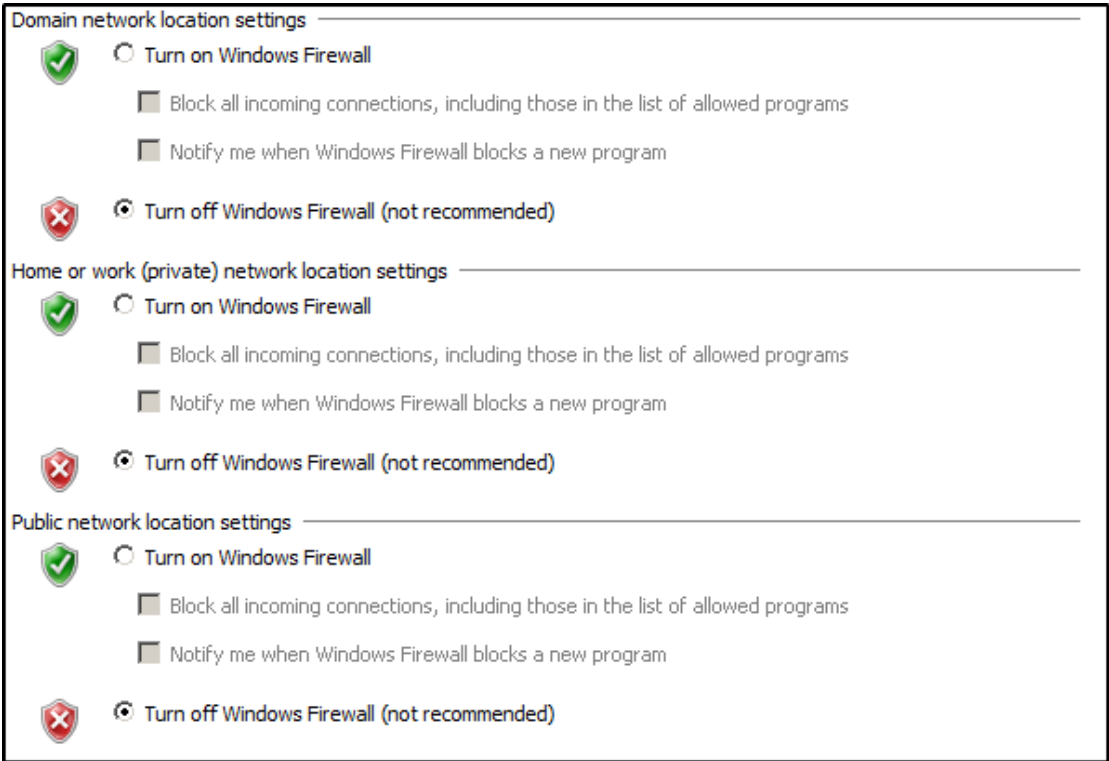 Domain network location settings
Turn on Windows Firewall
Block all incoming connections, including those in the list of allowed programs
Notify me when Windows Firewall blocks a new program
Turn off Windows Firewall (not recommended)
Home or work (private) network location settings
Turn on Windows Firewall
Block all incoming connections, including those in the list of allowed programs
Notify me when Windows Firewall blocks a new program
Turn off Windows Firewall (not recommended)
Public network location settings
Turn on Windows Firewall
Block all incoming connections, including those in the list of allowed programs
Notify me when Windows Firewall blocks a new program
Turn off Windows Firewall (not recommended)